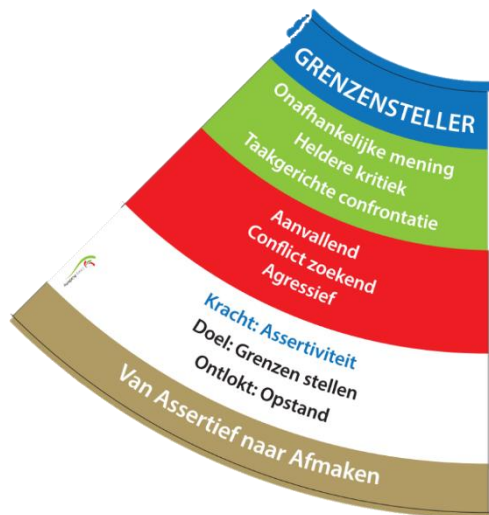 GRENZENSTELLER
Onafhankelijke mening
Heldere kritiek
Taakgerichte confrontatie
Aanvallend
Conflict zoekend
Agressief
Kracht: Assertiviteit
Doel: Grenzen stellen
Ontlokt: Opstand
Van Assertief naar Afmaken